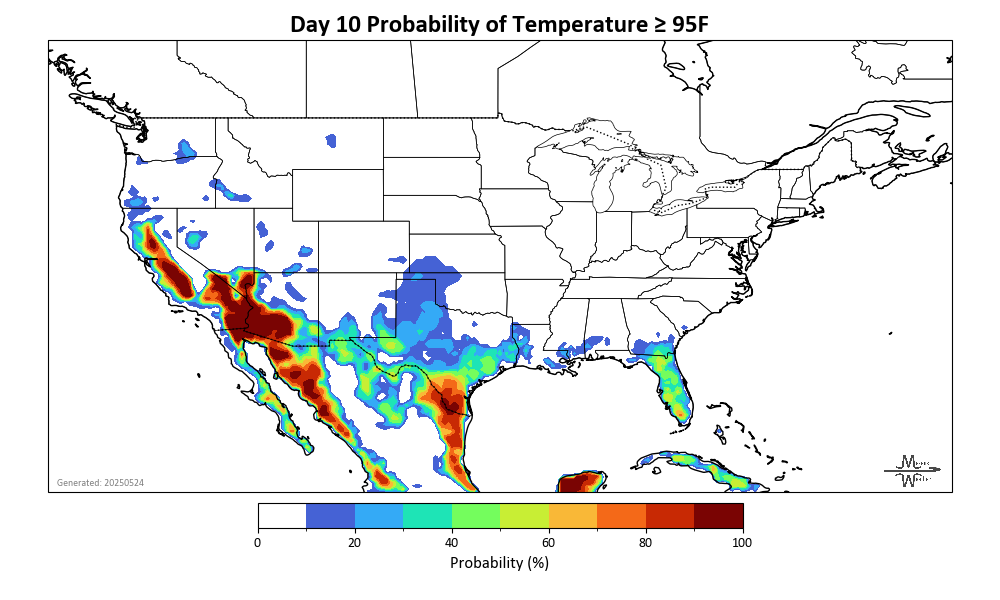 Day 10 Probability of Temperature ≥ 95F
Generated: 20250524
0 20 40 60 80 100
Probability (%)